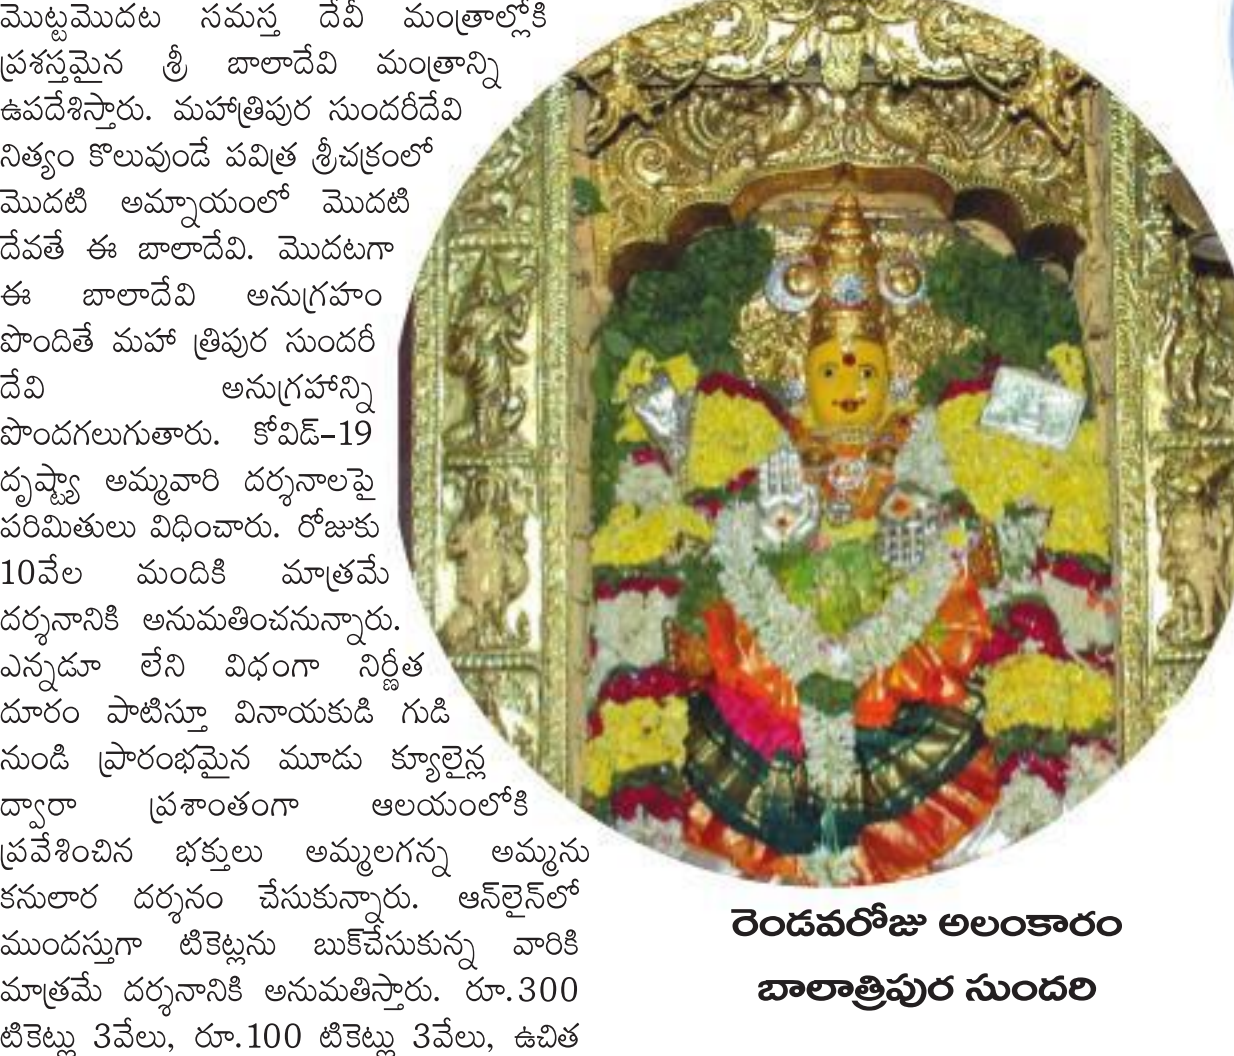 మొట్టమొదట సమస్త దేవీ మంత్రాల్లోకి
ప్రశస్తమైన శ్రీ బాలాదేవి మంత్రాన్ని
ఉపదేశిస్తారు. మహాత్రిపుర సుందరీదేవి
నిత్యం కొలువుండే పవిత్ర శ్రీచక్రంలో
మొదటి అమ్నాయంలో మొదటి
దేవతే ఈ బాలాదేవి. మొదటగా
ఈ బాలాదేవి అనుగ్రహం
పొందితే మహా త్రిపుర సుందరీ
దేవి అనుగ్రహాన్ని
పొందగలుగుతారు. కోవిడ్-19
దృష్ట్యా అమ్మవారి దర్శనాలపై
పరిమితులు విధించారు. రోజుకు
10వేల మందికి మాత్రమే
దర్శనానికి అనుమతించనున్నారు.
ఎన్నడూ లేని విధంగా నిర్ణీత
దూరం పాటిస్తూ వినాయకుడి గుడి
నుండి ప్రారంభమైన మూడు క్యూలైన్ల
ద్వారా ప్రశాంతంగా ఆలయంలోకి
ప్రవేశించిన భక్తులు అమ్మలగన్న అమ్మను
కనులార దర్శనం చేసుకున్నారు. ఆన్‌లైన్‌లో
ముందస్తుగా టికెట్లను బుక్‌చేసుకున్న వారికి
మాత్రమే దర్శనానికి అనుమతిస్తారు. రూ.300
టికెట్లు 3వేలు, రూ.100 టికెట్లు 3వేలు, ఉచిత
రెండవరోజు అలంకారం
బాలాత్రిపుర సుందరి